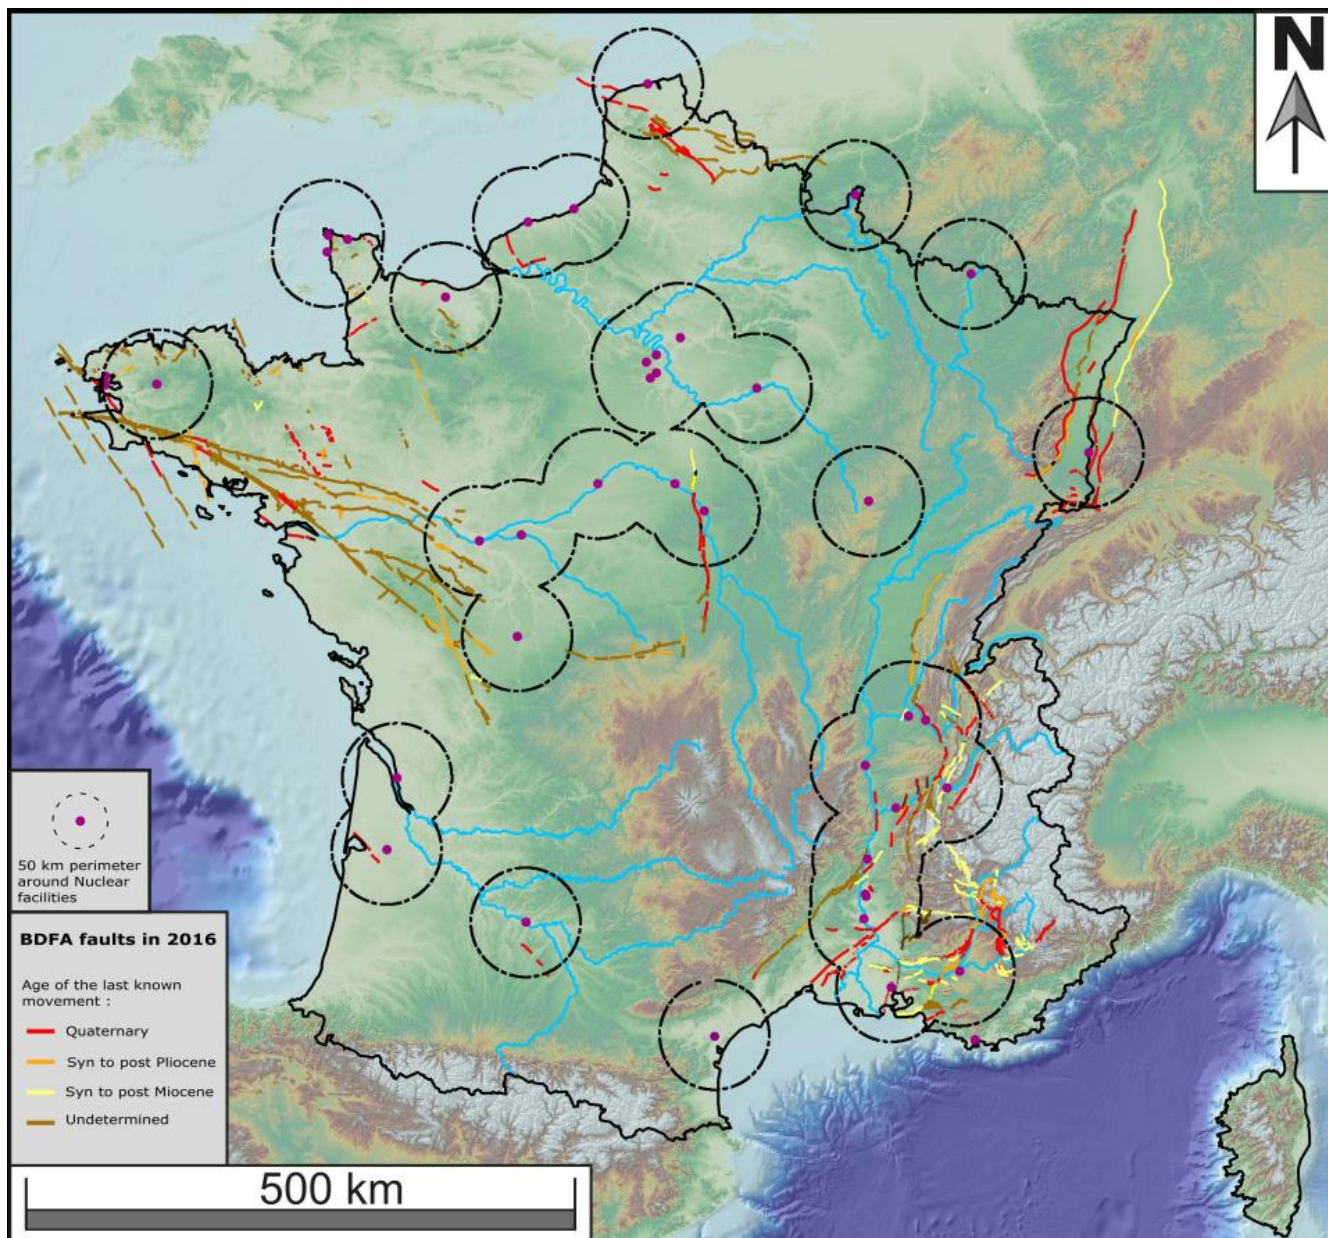 N
50 km perimeter
around Nuclear
facilities
BDFA faults in 2016
Age of the last known
movement :
Quaternary
Syn to post Pliocene
Syn to post Miocene
Undetermined
500 km